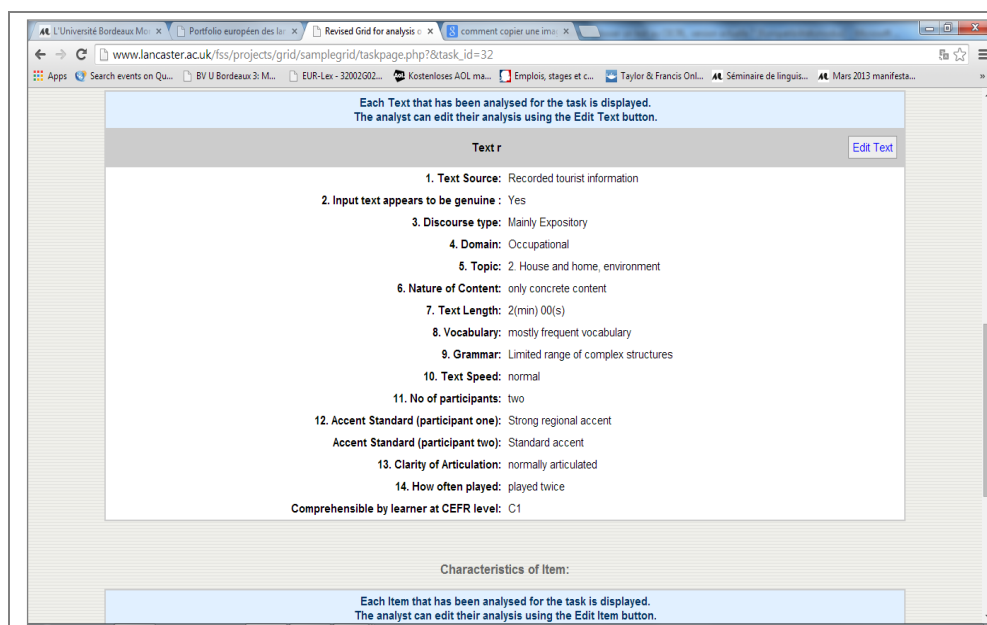 L'Université Bordeaux Mo
Portfolio européen des la
Revised Grid for analysis o
comment copier une ima
www.lancaster.ac.uk/fss/projects/grid/samplegrid/taskpage.php?&task_id=32
Apps Search events on Qu... BV U Bordeaux 3: M... EUR-Lex - 32002G02... Kostenloses AOL ma... Emplois, stages et c... Taylor & Francis Onl... Séminaire de linguis... Mars 2013 manifesta... »
Each Text that has been analysed for the task is displayed.
The analyst can edit their analysis using the Edit Text button.
Text r
Edit Text
1. Text Source: Recorded tourist information
2. Input text appears to be genuine : Yes
3. Discourse type: Mainly Expository
4. Domain: Occupational
5. Topic: 2. House and home, environment
6. Nature of Content: only concrete content
7. Text Length: 2(min) 00(s)
8. Vocabulary: mostly frequent vocabulary
9. Grammar: Limited range of complex structures
10. Text Speed: normal
11. No of participants: two
12. Accent Standard (participant one): Strong regional accent
Accent Standard (participant two): Standard accent
13. Clarity of Articulation: normally articulated
14. How often played: played twice
Comprehensible by learner at CEFR level: C1
Characteristics of Item:
Each Item that has been analysed for the task is displayed.
The analyst can edit their analysis using the Edit Item button.